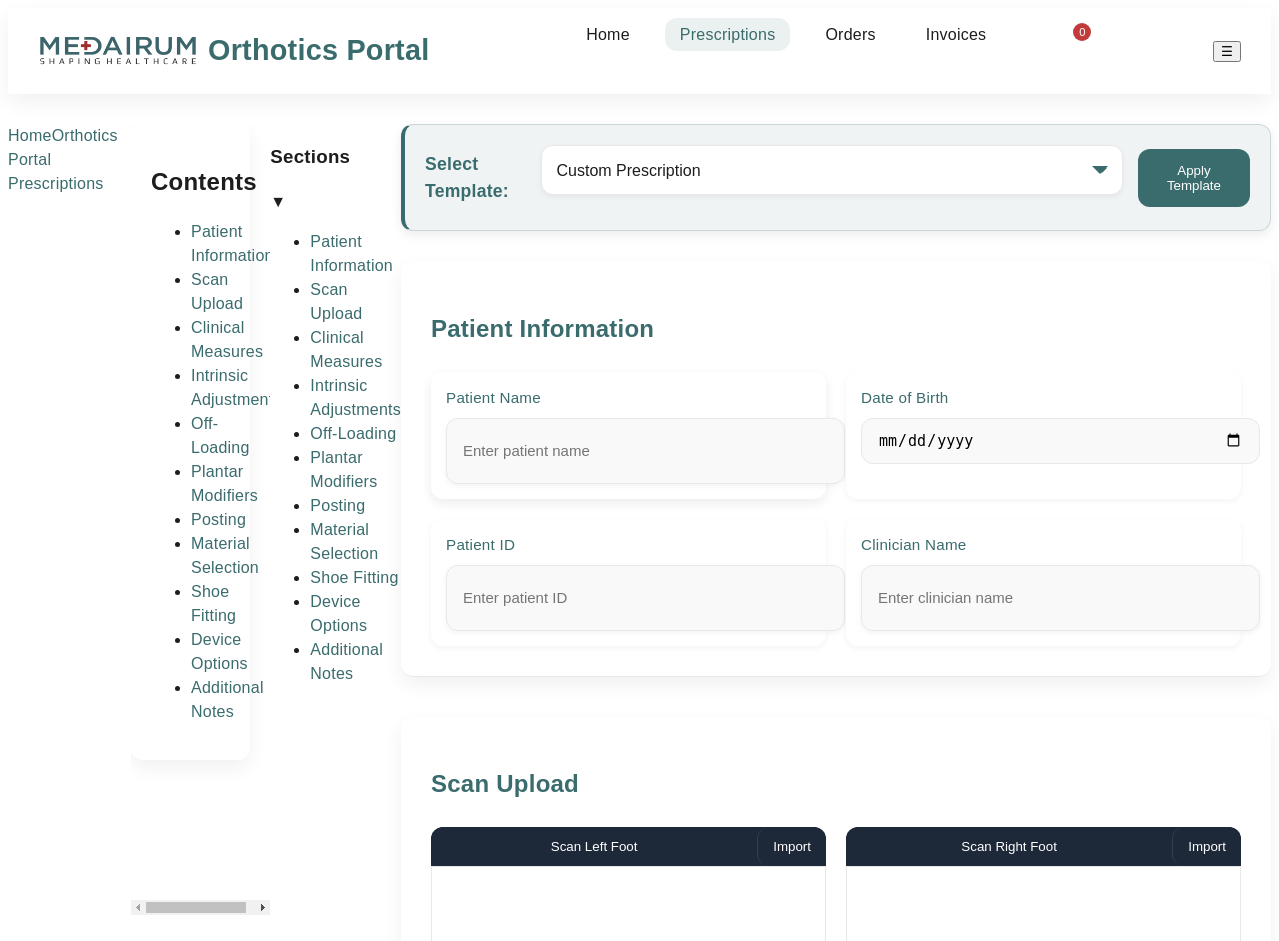 MEDAIRUM
SHAPING HEALTHCARE
Orthotics Portal
Home
Prescriptions
Orders
Invoices
0
☰
HomeOrthotics
Portal
Prescriptions
Contents
Patient
Information
Scan
Upload
Clinical
Measures
Intrinsic
Adjustment
Off-
Loading
Plantar
Modifiers
Posting
Material
Selection
Shoe
Fitting
Device
Options
Additional
Notes
Sections
▼
Patient
Information
Scan
Upload
Clinical
Measures
Intrinsic
Adjustments
Off-Loading
Plantar
Modifiers
Posting
Material
Selection
Shoe Fitting
Device
Options
Additional
Notes
Select
Template:
Custom Prescription
Apply
Template
Patient Information
Patient Name
Enter patient name
Date of Birth
mm/dd/yyyy
Patient ID
Enter patient ID
Clinician Name
Enter clinician name
Scan Upload
Scan Left Foot
Import
Scan Right Foot
Import